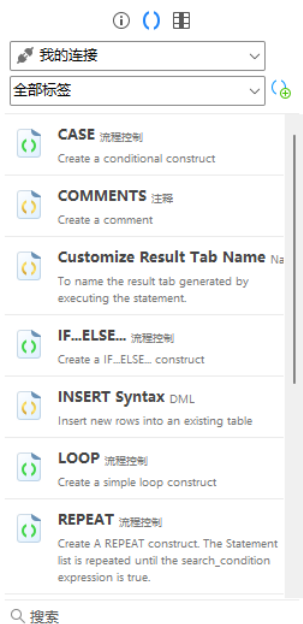 我的连接
全部标签
CASE 流程控制
Create a conditional construct
COMMENTS 注释
Create a comment
Customize Result Tab Name Na
To name the result tab generated by
executing the statement.
IF...ELSE... 流程控制
Create a IF...ELSE... construct
INSERT Syntax DML
Insert new rows into an existing table
LOOP 流程控制
Create a simple loop construct
REPEAT 流程控制
Create A REPEAT construct. The Statement
list is repeated until the search_condition
expression is true.
搜索